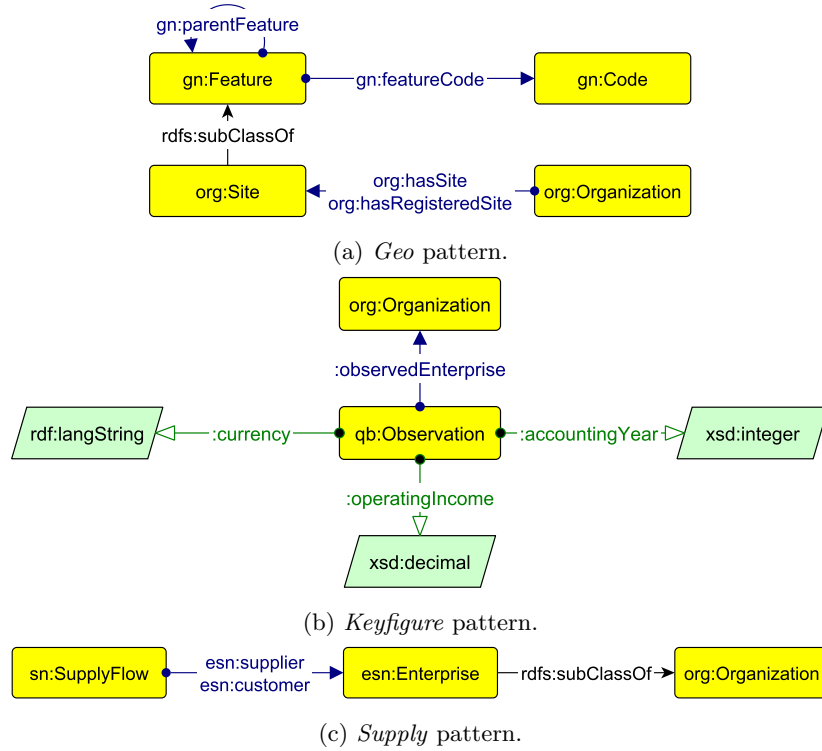 gn:parentFeature
gn:Feature
gn:featureCode
gn:Code
rdfs:subClassOf
org:Site
org:hasSite
org:hasRegisteredSite
org:Organization
(a) Geo pattern.
org:Organization
:observedEnterprise
rdf:langString
:currency
qb:Observation
:accountingYear
xsd:integer
:operatingIncome
xsd:decimal
(b) Keyfigure pattern.
sn:SupplyFlow
esn:supplier
esn:customer
esn:Enterprise
rdfs:subClassOf
org:Organization
(c) Supply pattern.